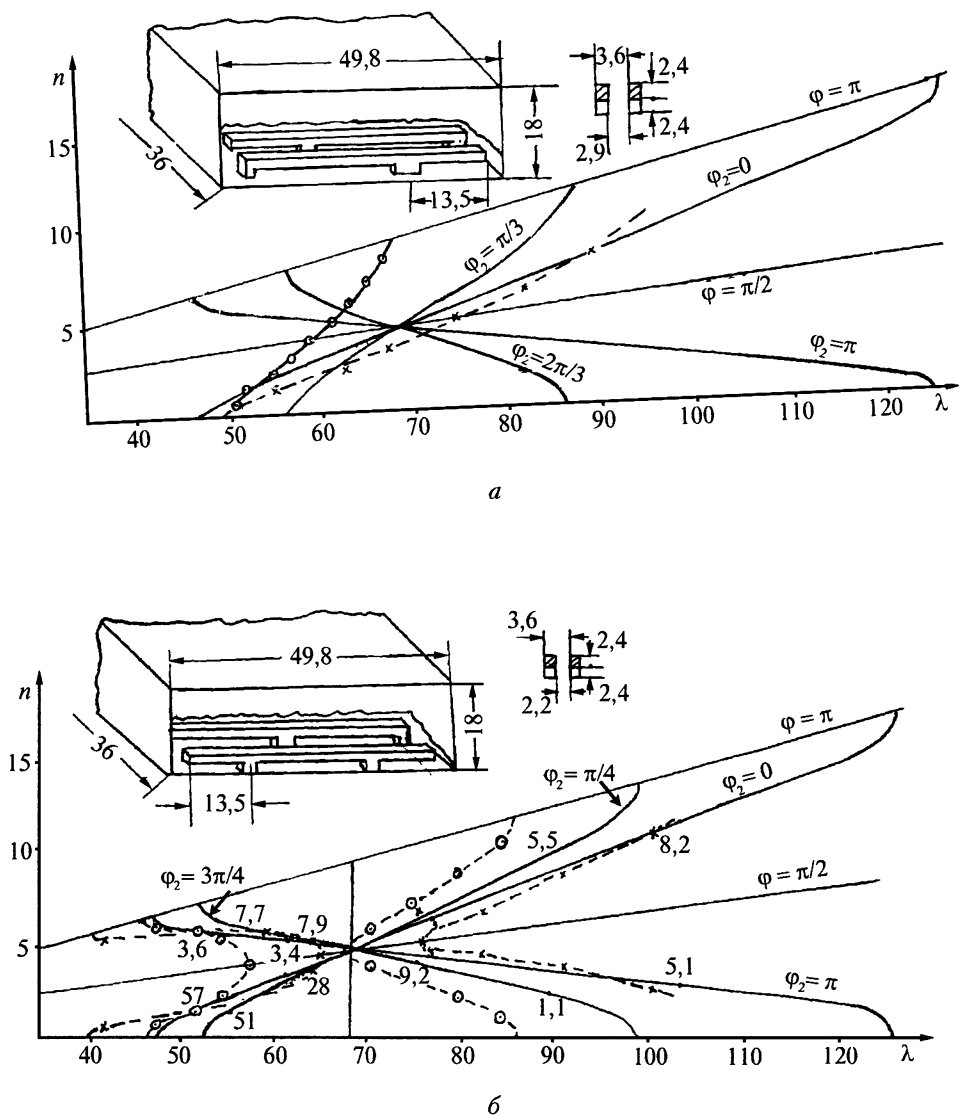 n
49,8
3,6
2,4
18
2,9
2,4
36
13,5
15
10
5
φ = π
φ₂= 0
φ₂= π/3
φ = π/2
φ₂=2π/3
φ₂=π
40 50 60 70 80 90 100 110 120 λ
а
n
49,8
3,6
2,4
18
2,2
2,4
36
13,5
15
10
5
φ = π
φ₂= π/4
φ₂= 0
5,5
8,2
φ₂= 3π/4
φ = π/2
7,7
7,9
3,6
3,4
9,2
5,1
57
28
51
1,1
φ₂= π
40 50 60 70 80 90 100 110 120 λ
б